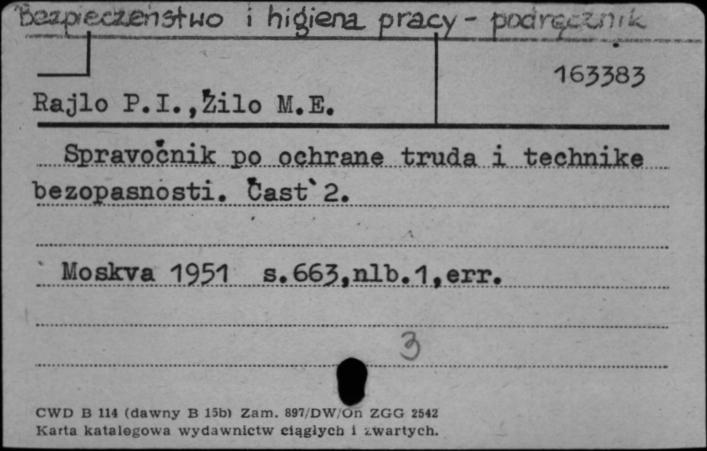 Bezpieczeństwo i higiena pracy - podręcznik
163383
Rajlo P.I., Žilo M.E.
Spravočnik po ochrane truda i technike
bezopasnosti. Čast` 2.
Moskva 1951 s.663,nlb.1,err.
3
CWD B 114 (dawny B 15b) Zam. 897/DW/On ZGG 2542
Karta katalogowa wydawnictw ciągłych i zwartych.